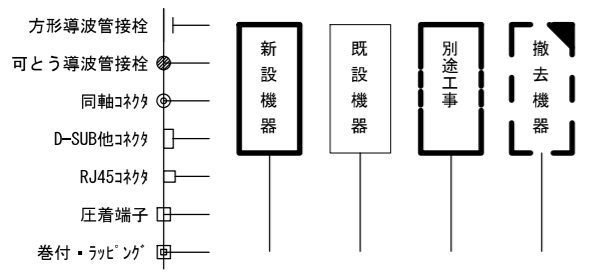 方形導波管接栓
可とう導波管接栓
同軸ｺﾈｸﾀ
D-SUB他ｺﾈｸﾀ
RJ45ｺﾈｸﾀ
圧着端子
巻付・ﾗｯﾋﾟﾝｸﾞ
新設機器
既設機器
別途工事
撤去機器